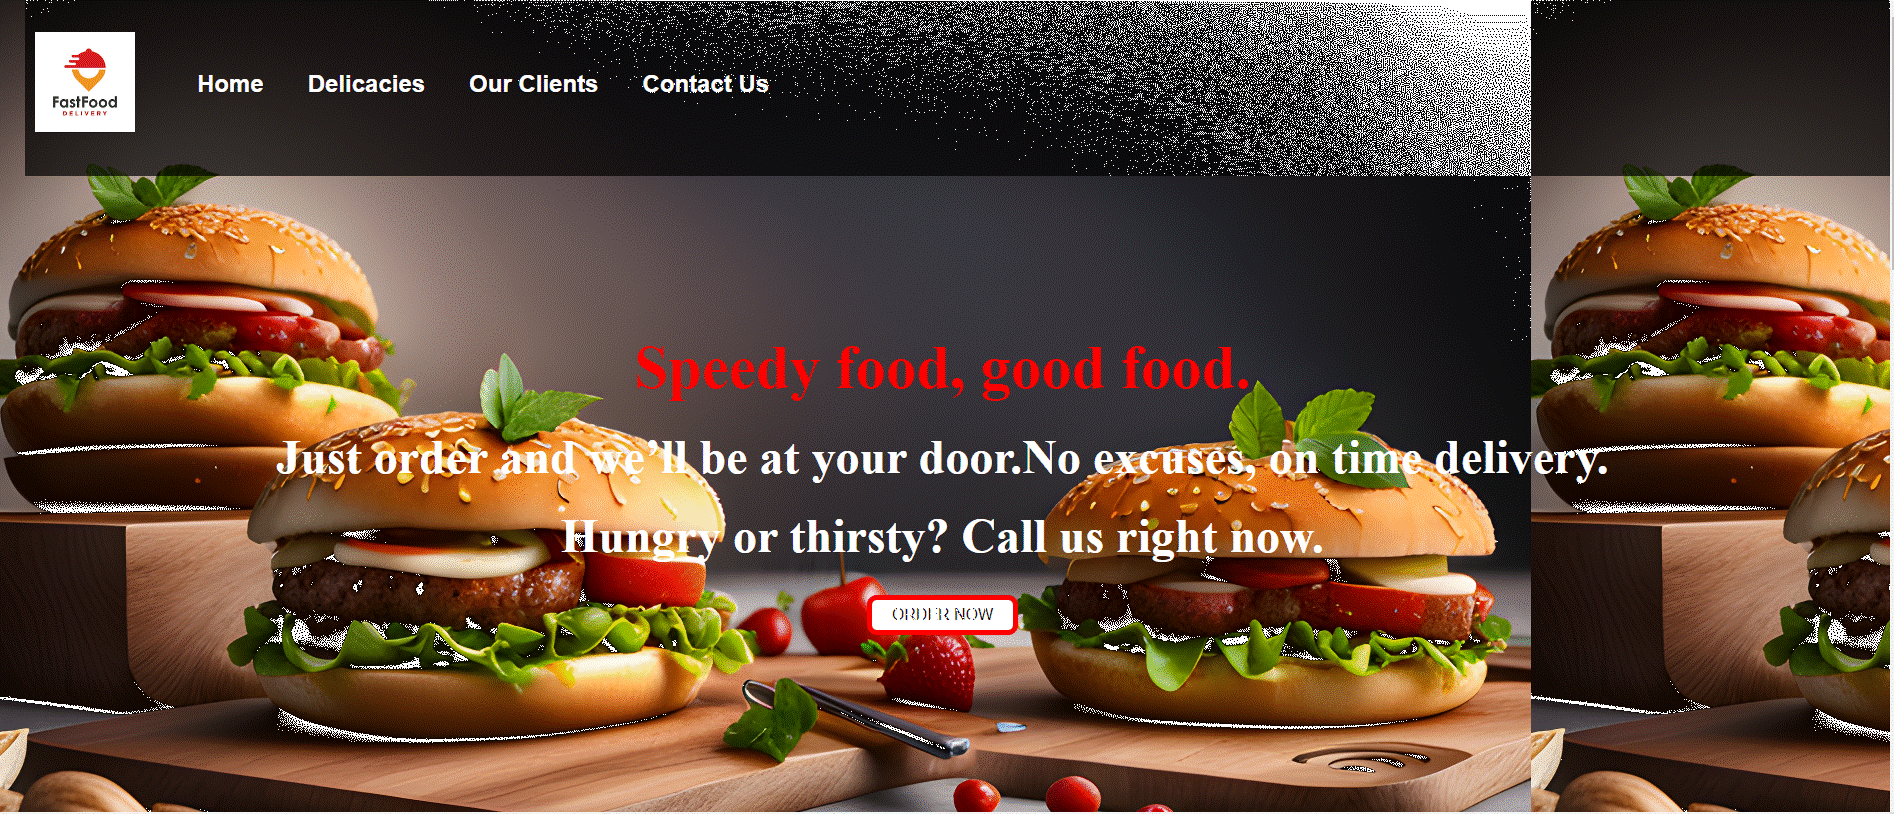 FastFood
DELIVERY
Home Delicacies Our Clients Contact Us
Speedy food, good food.
Just order and we’ll be at your door.No excuses, on time delivery.
Hungry or thirsty? Call us right now.
ORDER NOW